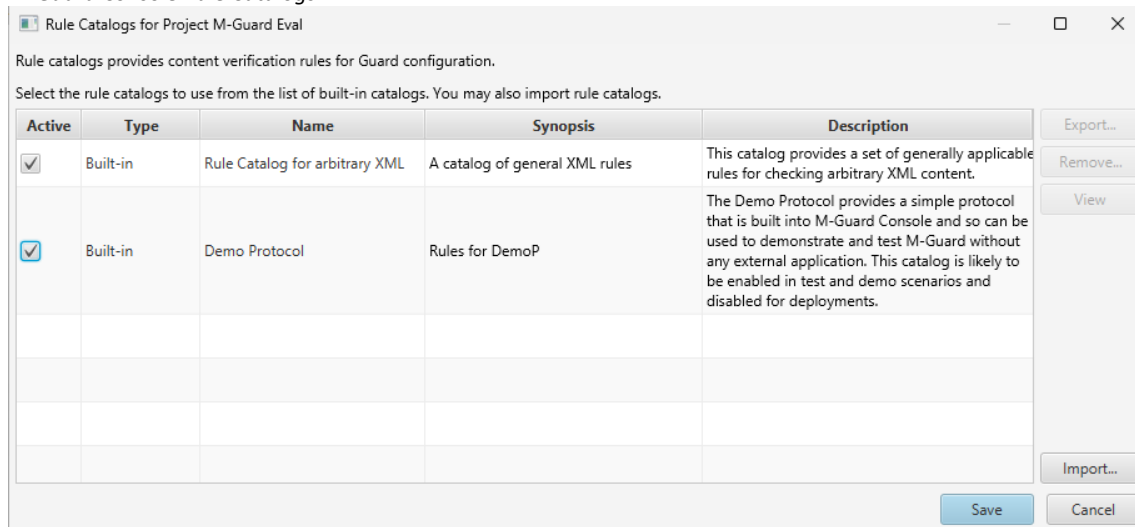 Rule Catalogs for Project M-Guard Eval
Rule catalogs provides content verification rules for Guard configuration.
Select the rule catalogs to use from the list of built-in catalogs. You may also import rule catalogs.
Active Type Name Synopsis Description
Export...
Built-in Rule Catalog for arbitrary XML A catalog of general XML rules
This catalog provides a set of generally applicable
rules for checking arbitrary XML content.
Remove...
View
Built-in Demo Protocol Rules for DemoP
The Demo Protocol provides a simple protocol
that is built into M-Guard Console and so can be
used to demonstrate and test M-Guard without
any external application. This catalog is likely to
be enabled in test and demo scenarios and
disabled for deployments.
Import...
Save Cancel